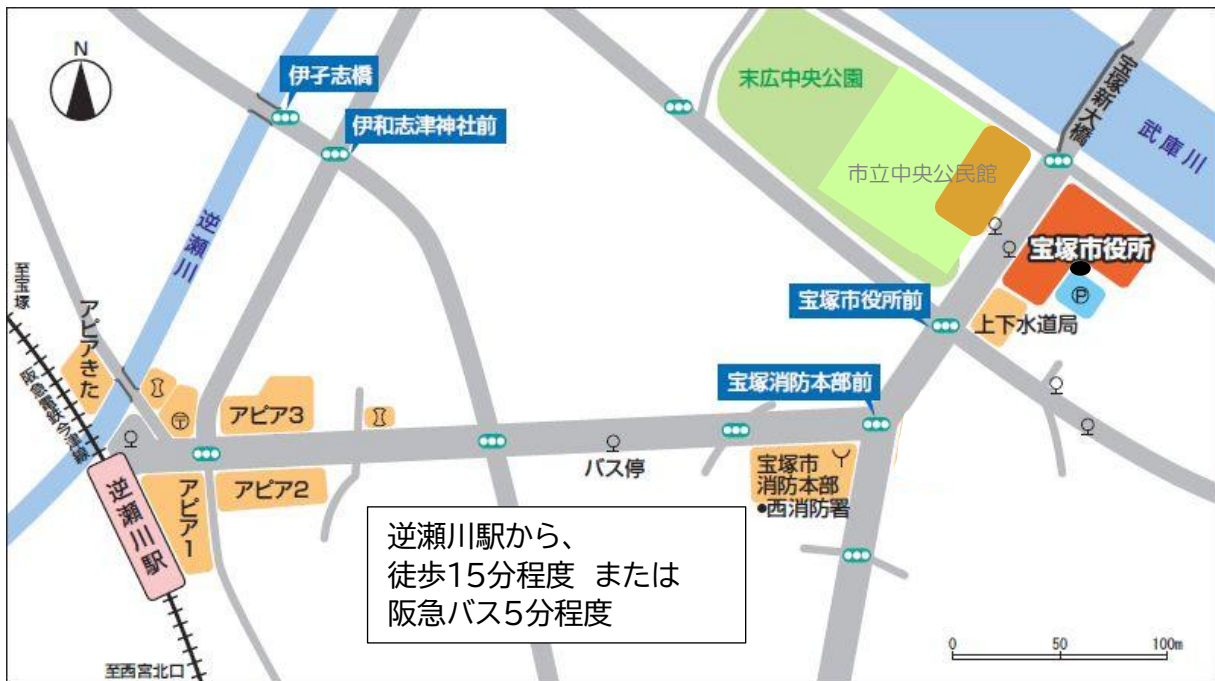 N
伊子志橋
伊和志津神社前
末広中央公園
市立中央公民館
宝塚新大橋
武庫川
逆瀬川
宝塚市役所
P
上下水道局
宝塚市役所前
宝塚消防本部前
至宝塚
アピアきた
阪急電鉄今津線
〒
アピア3
アピア2
アピア1
逆瀬川駅
バス停
宝塚市
消防本部
●西消防署
逆瀬川駅から、
徒歩15分程度 または
阪急バス5分程度
至西宮北口
0 50 100m